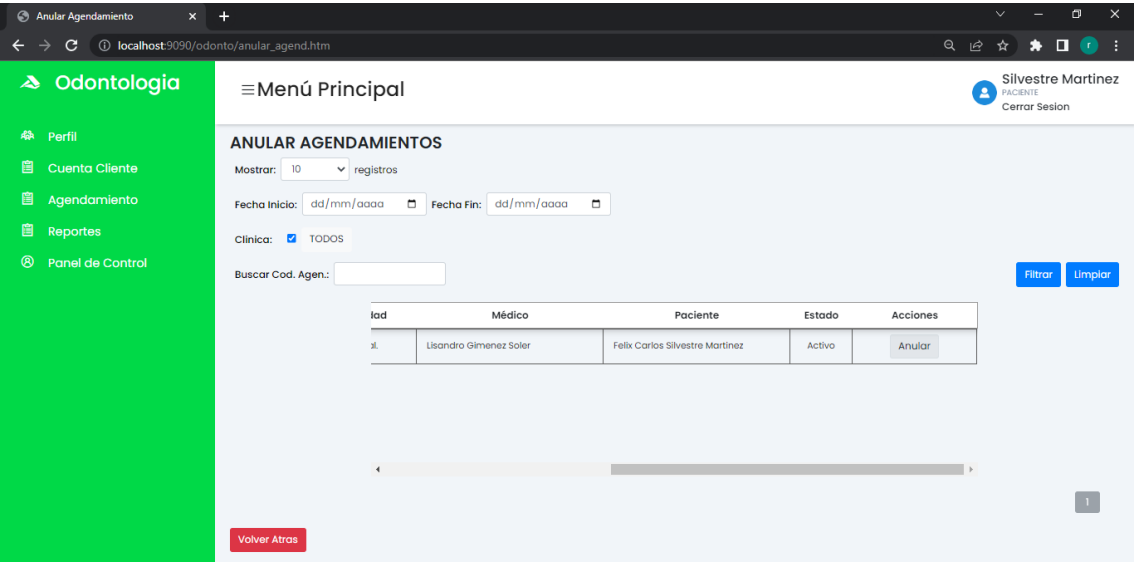 Anular Agendamiento
localhost:9090/odonto/anular_agend.htm
r
Odontologia
Menú Principal
Silvestre Martinez
PACIENTE
Cerrar Sesion
Perfil
Cuenta Cliente
Agendamiento
Reportes
Panel de Control
ANULAR AGENDAMIENTOS
Mostrar: 10 registros
Fecha Inicio: dd/mm/aaaa Fecha Fin: dd/mm/aaaa
Clinica: TODOS
Buscar Cod. Agen.: Filtrar Limpiar
Médico Paciente Estado Acciones
Lisandro Gimenez Soler Felix Carlos Silvestre Martinez Activo Anular
1
Volver Atras